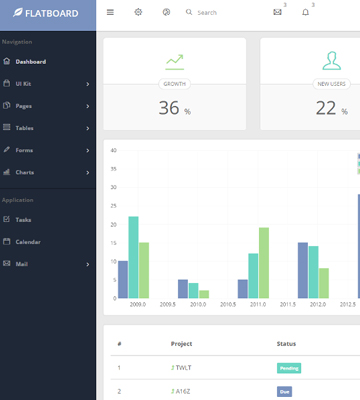 FLATBOARD
Search
3
3
Navigation
Dashboard
UI Kit
Pages
Tables
Forms
Charts
Application
Tasks
Calendar
Mail
GROWTH
36 %
NEW USERS
22 %
40
35
30
25
20
15
10
5
0
2009.0 2009.5 2010.0 2010.5 2011.0 2011.5 2012.0 2012.5
# Project Status
1 TWLT Pending
2 A16Z Due